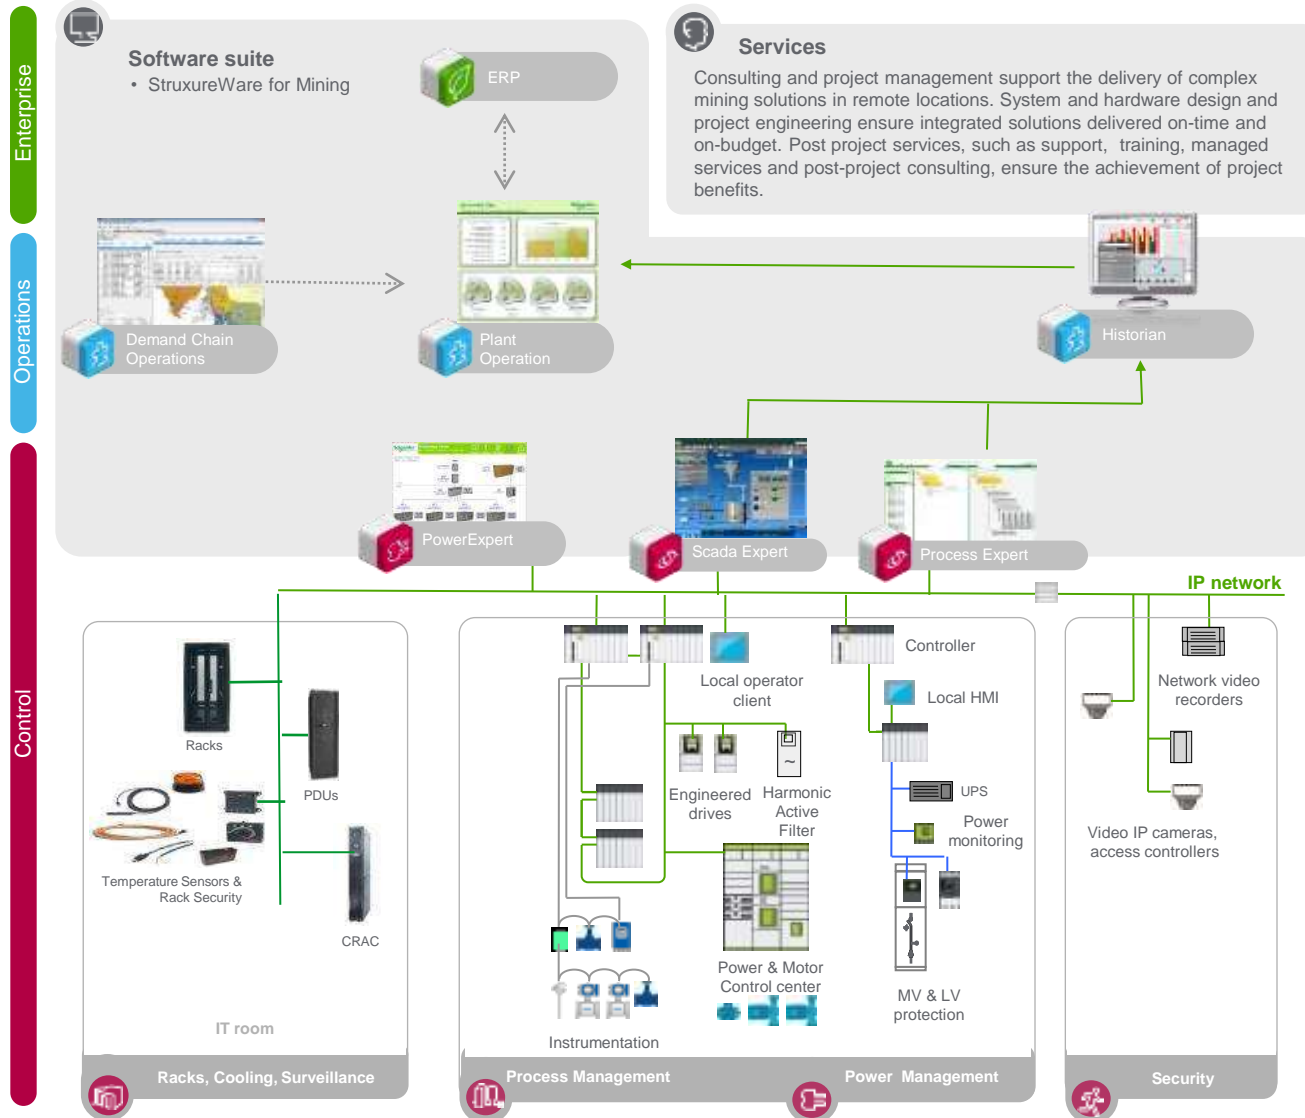 Enterprise
Software suite
• StruxureWare for Mining
ERP
Services
Consulting and project management support the delivery of complex
mining solutions in remote locations. System and hardware design and
project engineering ensure integrated solutions delivered on-time and
on-budget. Post project services, such as support, training, managed
services and post-project consulting, ensure the achievement of project
benefits.
Operations
Demand Chain
Operations
Plant
Operation
Historian
Control
PowerExpert
Scada Expert
Process Expert
IP network
Racks
PDUs
Temperature Sensors &
Rack Security
CRAC
IT room
Racks, Cooling, Surveillance
Local operator
client
Controller
Local HMI
Engineered
drives
Harmonic
Active
Filter
UPS
Power
monitoring
Power & Motor
Control center
MV & LV
protection
Instrumentation
Process Management
Power Management
Network video
recorders
Video IP cameras,
access controllers
Security